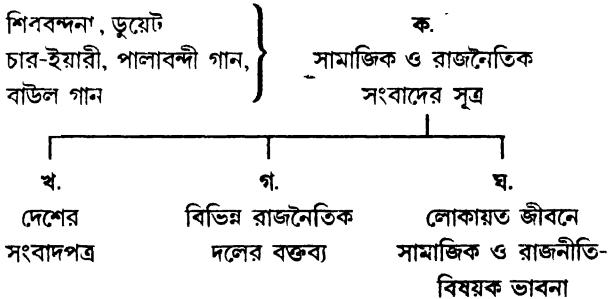 শিববন্দনা, ডুয়েট
চার-ইয়ারী, পালাবন্দী গান,
বাউল গান
ক.
সামাজিক ও রাজনৈতিক
সংবাদের সূত্র
খ.
দেশের
সংবাদপত্র
গ.
বিভিন্ন রাজনৈতিক
দলের বক্তব্য
ঘ.
লোকায়ত জীবনে
সামাজিক ও রাজনীতি-
বিষয়ক ভাবনা